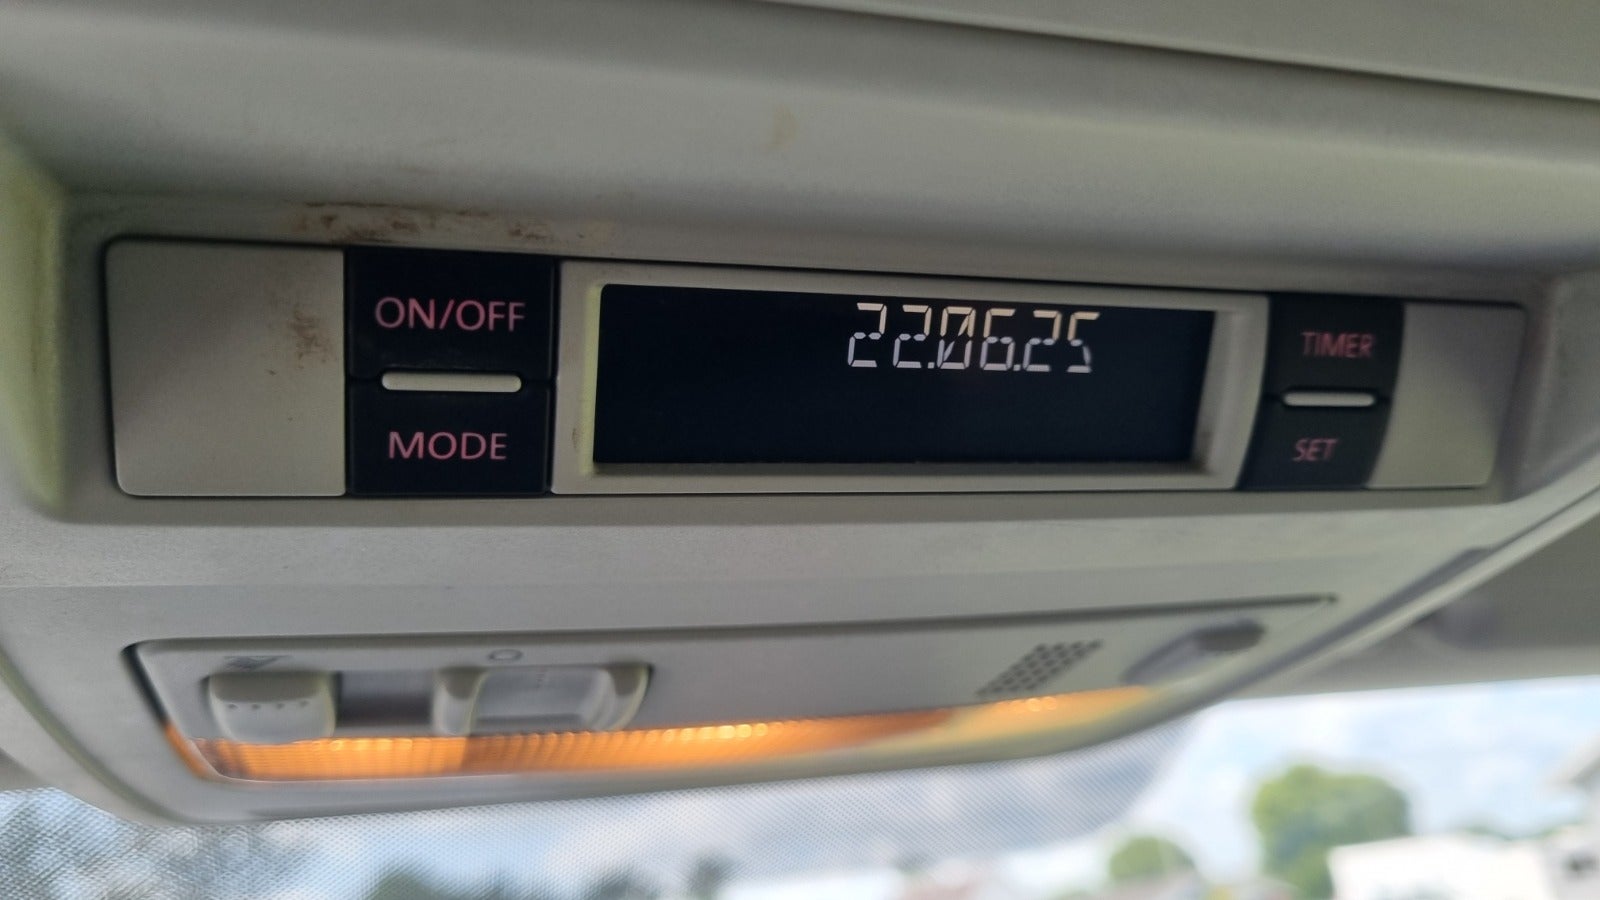 ON/OFF
MODE
22.06.25
TIMER
SET